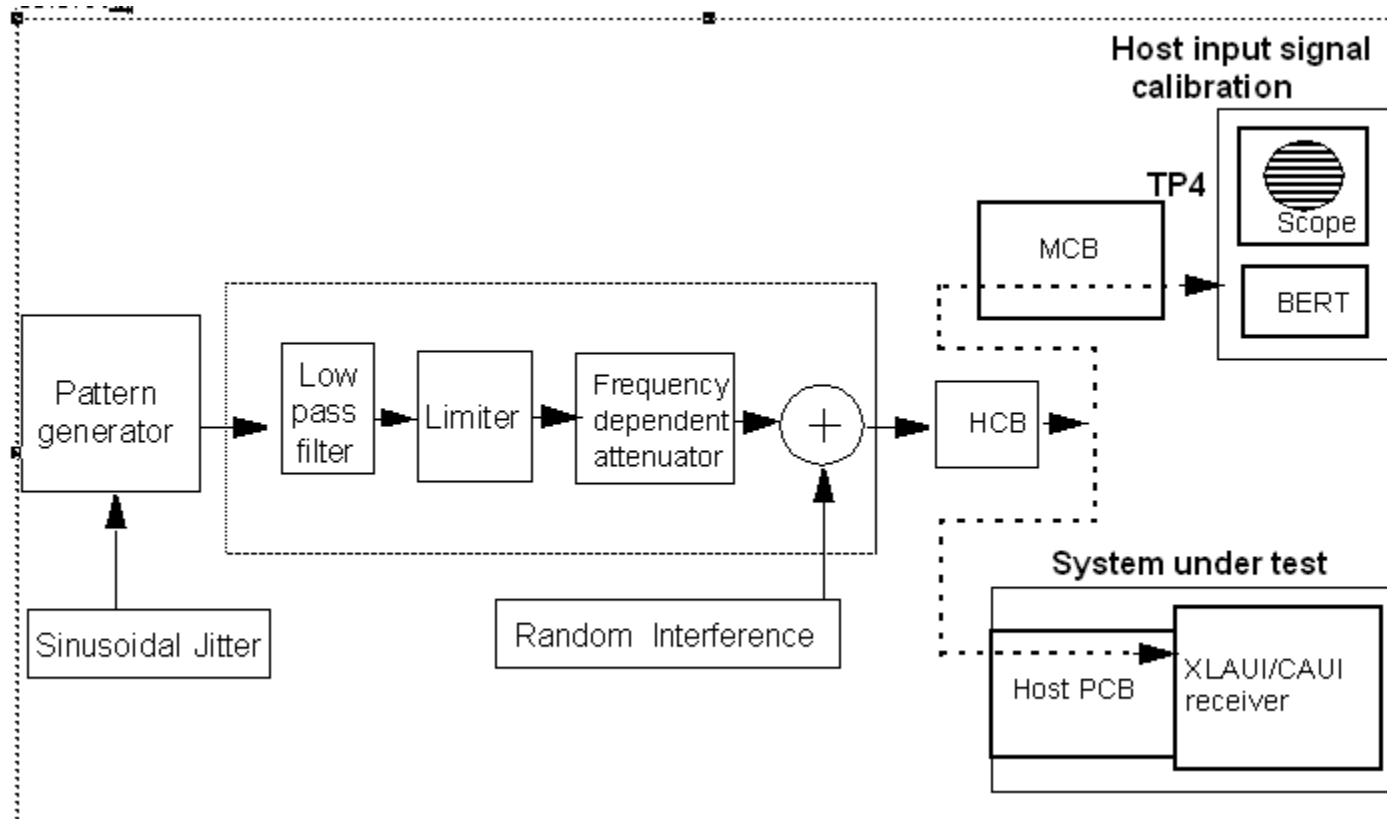 Host input signal
calibration
TP4
Scope
MCB
BERT
Pattern
generator
Low
pass
filter
Limiter
Frequency
dependent
attenuator
+
HCB
System under test
Sinusoidal Jitter
Random Interference
Host PCB
XLAUI/CAUI
receiver